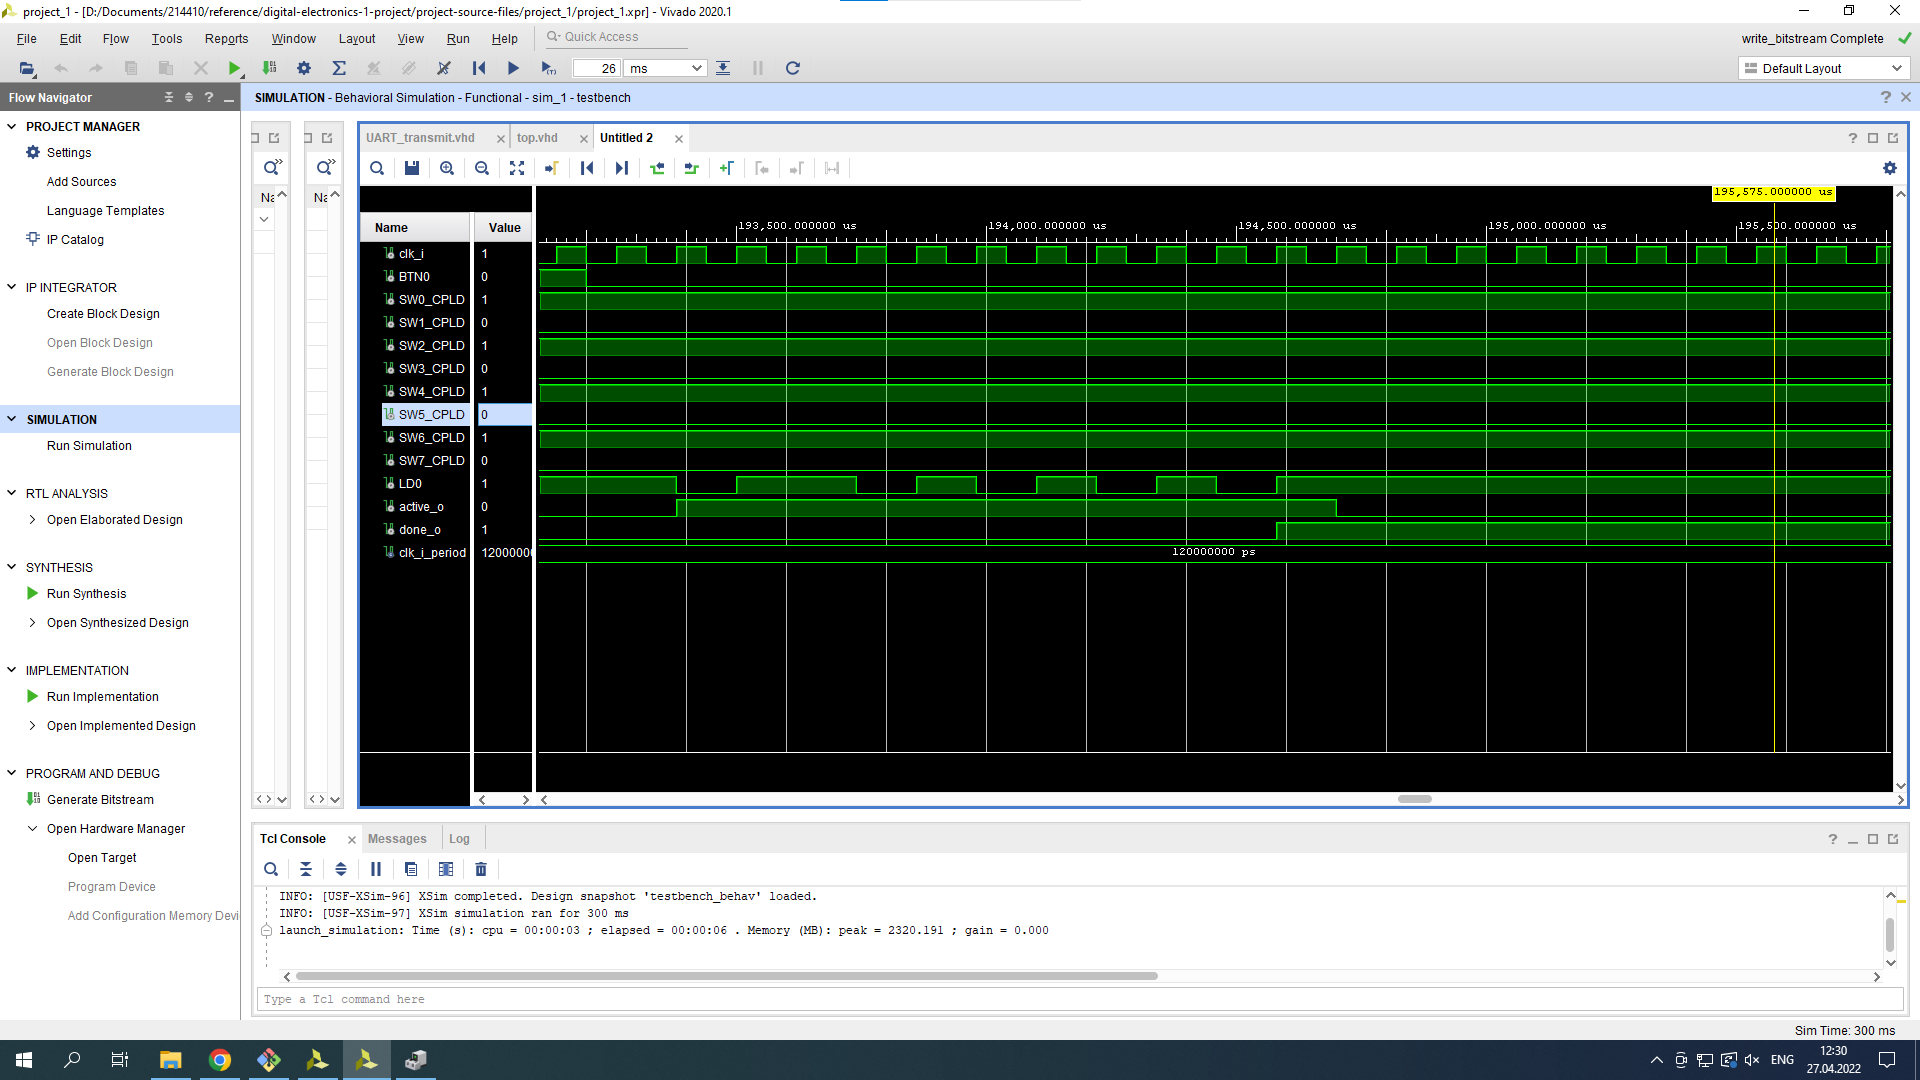 project_1 - [D:/Documents/214410/reference/digital-electronics-1-project/project-source-files/project_1/project_1.xpr] - Vivado 2020.1
File Edit Flow Tools Reports Window Layout View Run Help Quick Access
write_bitstream Complete
26 ms
Default Layout
Flow Navigator
SIMULATION - Behavioral Simulation - Functional - sim_1 - testbench
PROJECT MANAGER
Settings
Add Sources
Language Templates
IP Catalog
IP INTEGRATOR
Create Block Design
Open Block Design
Generate Block Design
SIMULATION
Run Simulation
RTL ANALYSIS
Open Elaborated Design
SYNTHESIS
Run Synthesis
Open Synthesized Design
IMPLEMENTATION
Run Implementation
Open Implemented Design
PROGRAM AND DEBUG
Generate Bitstream
Open Hardware Manager
Open Target
Program Device
Add Configuration Memory Devi
Na
Na
UART_transmit.vhd top.vhd Untitled 2
195,575.000000 us
Name Value
193,500.000000 us 194,000.000000 us 194,500.000000 us 195,000.000000 us 195,500.000000 us
clk_i 1
BTN0 0
SW0_CPLD 1
SW1_CPLD 0
SW2_CPLD 1
SW3_CPLD 0
SW4_CPLD 1
SW5_CPLD 0
SW6_CPLD 1
SW7_CPLD 0
LD0 1
active_o 0
done_o 1
clk_i_period 12000000 120000000 ps
Tcl Console Messages Log
INFO: [USF-XSim-96] XSim completed. Design snapshot 'testbench_behav' loaded.
INFO: [USF-XSim-97] XSim simulation ran for 300 ms
launch_simulation: Time (s): cpu = 00:00:03 ; elapsed = 00:00:06 . Memory (MB): peak = 2320.191 ; gain = 0.000
Type a Tcl command here
Sim Time: 300 ms
ENG
12:30
27.04.2022